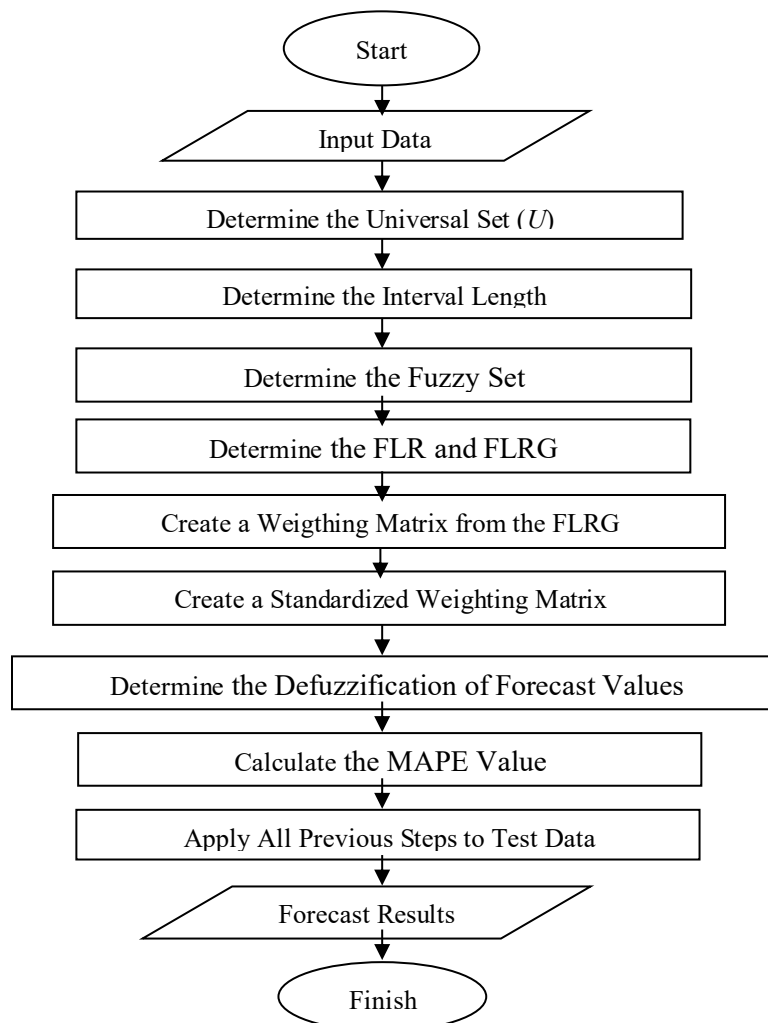 Start
Input Data
Determine the Universal Set (U)
Determine the Interval Length
Determine the Fuzzy Set
Determine the FLR and FLRG
Create a Weigthing Matrix from the FLRG
Create a Standardized Weighting Matrix
Determine the Defuzzification of Forecast Values
Calculate the MAPE Value
Apply All Previous Steps to Test Data
Forecast Results
Finish